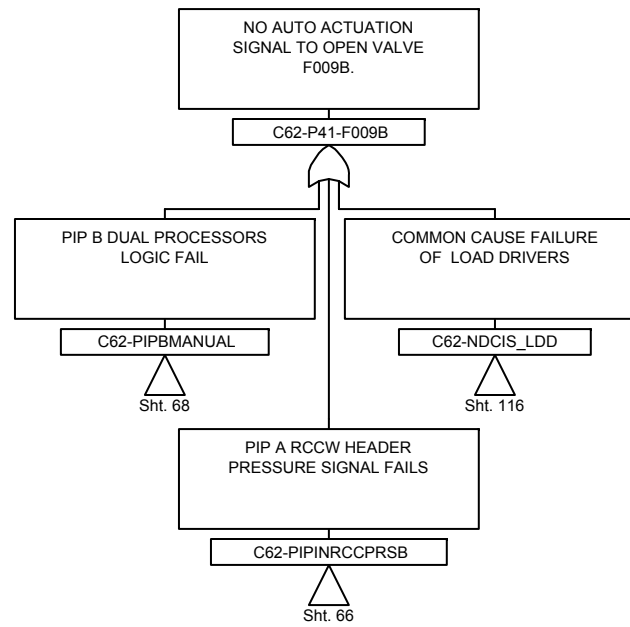 NO AUTO ACTUATION
SIGNAL TO OPEN VALVE
F009B.
C62-P41-F009B
PIP B DUAL PROCESSORS
LOGIC FAIL
C62-PIPBMANUAL
Sht. 68
COMMON CAUSE FAILURE
OF LOAD DRIVERS
C62-NDCIS_LDD
Sht. 116
PIP A RCCW HEADER
PRESSURE SIGNAL FAILS
C62-PIPINRCCPRSB
Sht. 66